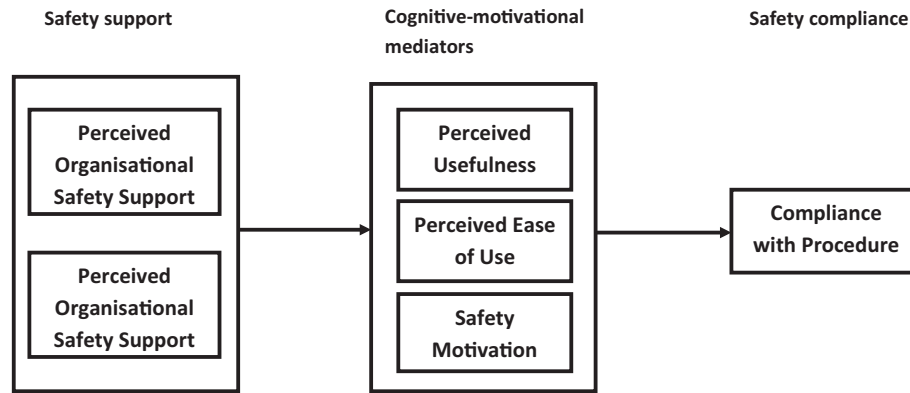 Safety support
Cognitive-motivational
mediators
Safety compliance
Perceived
Organisational
Safety Support
Perceived
Organisational
Safety Support
Perceived
Usefulness
Perceived Ease
of Use
Safety
Motivation
Compliance
with Procedure